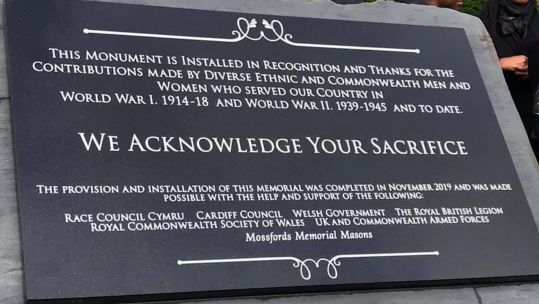 This Monument is Installed in Recognition and Thanks for the
Contributions made by Diverse Ethnic and Commonwealth Men and
Women who served our Country in
World War I. 1914-18 and World War II. 1939-1945 and to date.
We Acknowledge Your Sacrifice
The provision and installation of this memorial was completed in November 2019 and was made
possible with the help and support of the following:
Race Council Cymru Cardiff Council Welsh Government The Royal British Legion
Royal Commonwealth Society of Wales UK and Commonwealth Armed Forces
Mossfords Memorial Masons